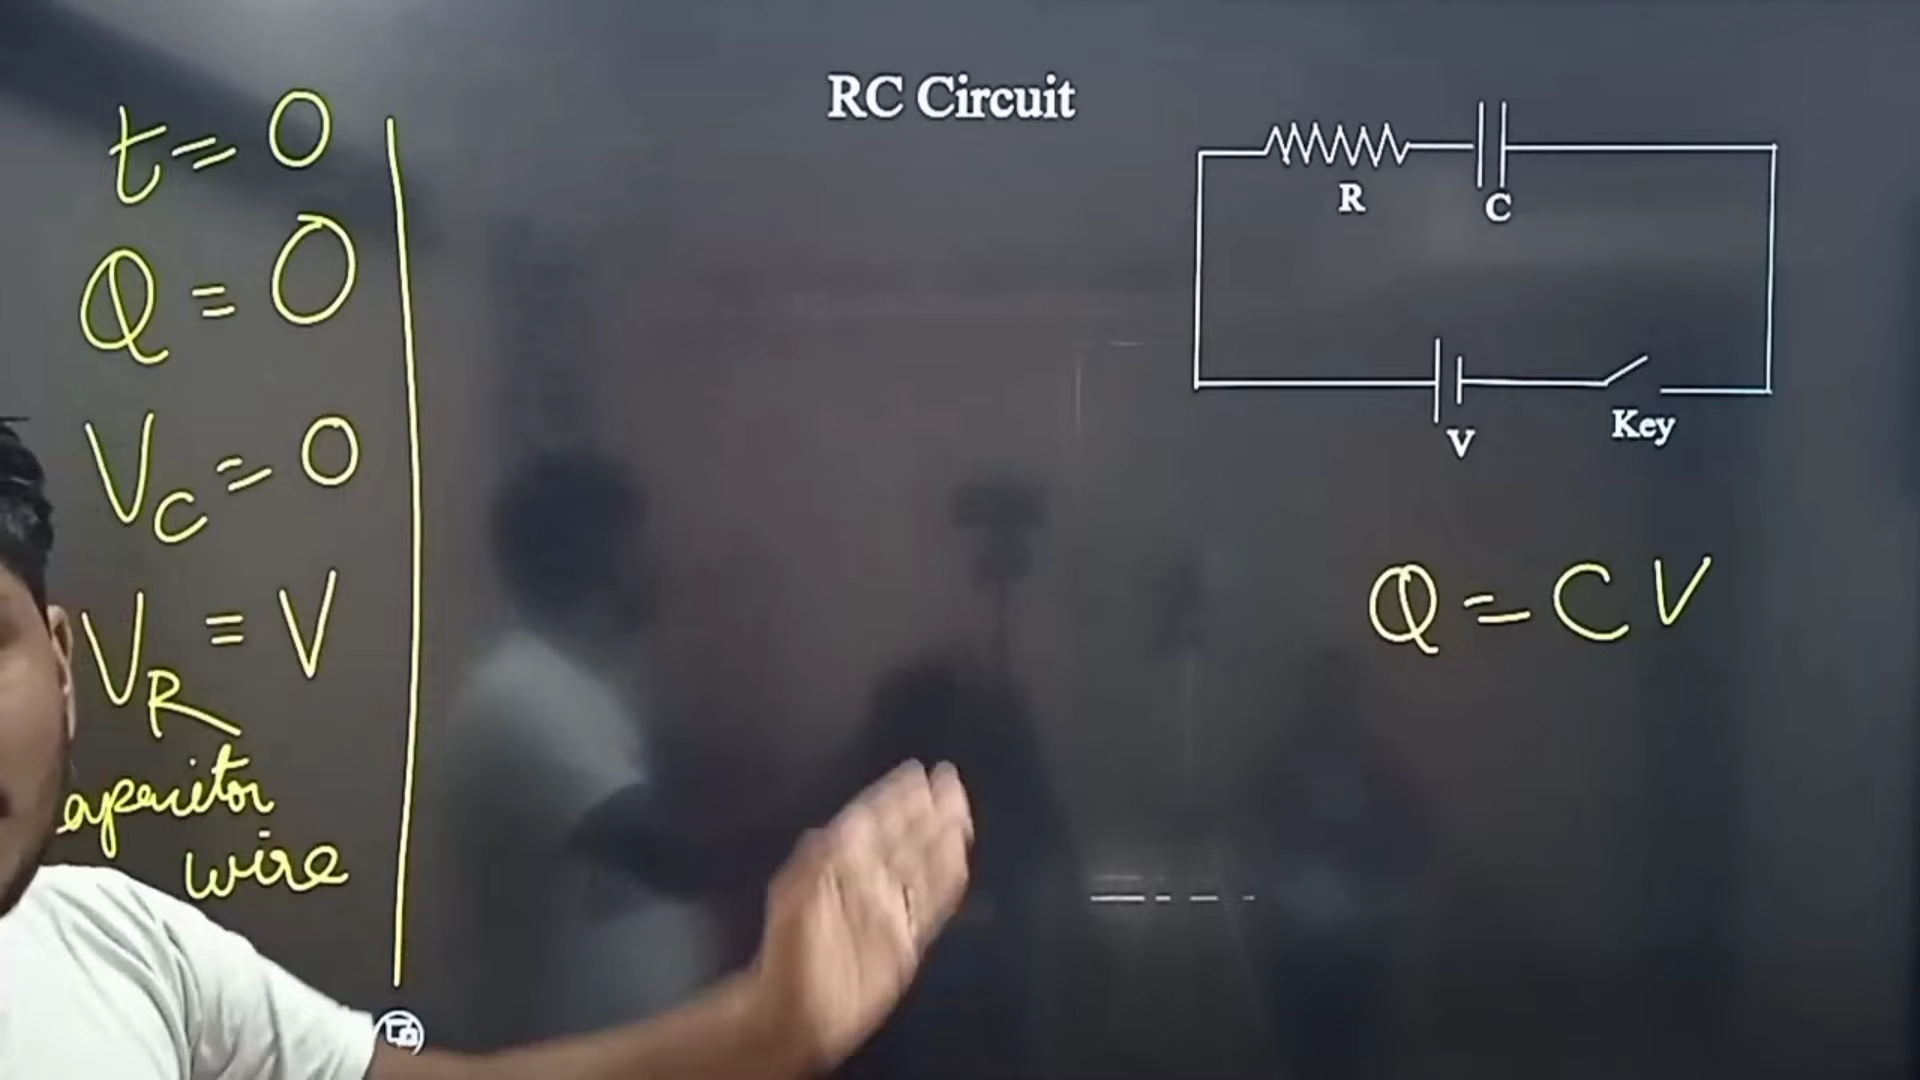 RC Circuit
t = 0
Q = 0
V_C = 0
V_R = V
apacitor
wire
R
C
V
Key
Q = CV